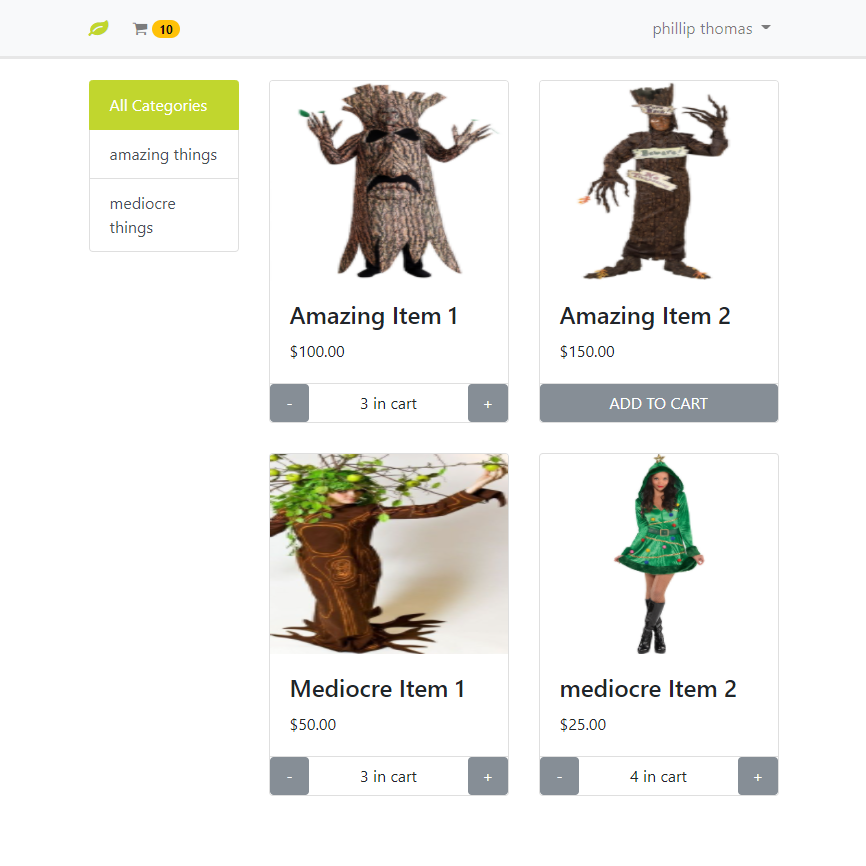 10
phillip thomas
All Categories
amazing things
mediocre
things
Amazing Item 1
$100.00
- 3 in cart +
Amazing Item 2
$150.00
ADD TO CART
Mediocre Item 1
$50.00
- 3 in cart +
mediocre Item 2
$25.00
- 4 in cart +